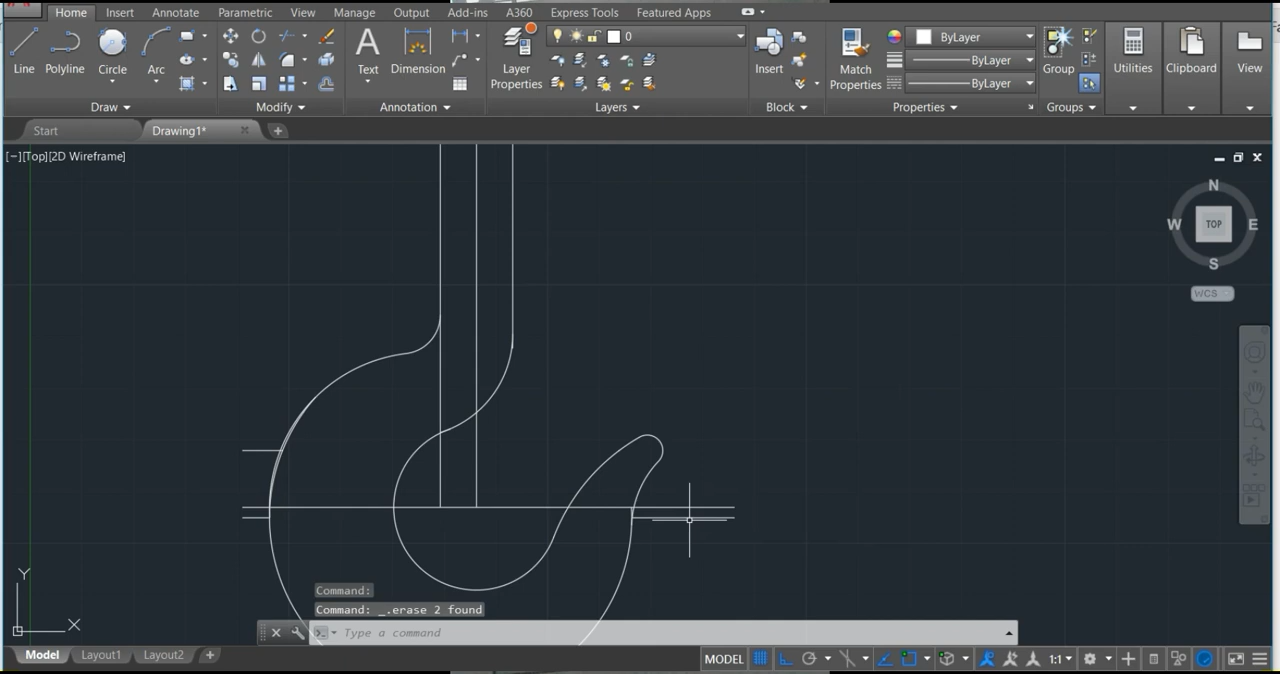 Home Insert Annotate Parametric View Manage Output Add-ins A360 Express Tools Featured Apps
0
ByLayer
ByLayer
ByLayer
Line Polyline Circle Arc
Text Dimension
Layer Properties
Insert
Match Properties
Group
Utilities Clipboard View
Draw Modify Annotation Layers Block Properties Groups
Start Drawing1*
[−][Top][2D Wireframe]
N
W TOP E
S
WCS
Y
X
Command:
Command: _.erase 2 found
Type a command
Model Layout1 Layout2
MODEL 1:1